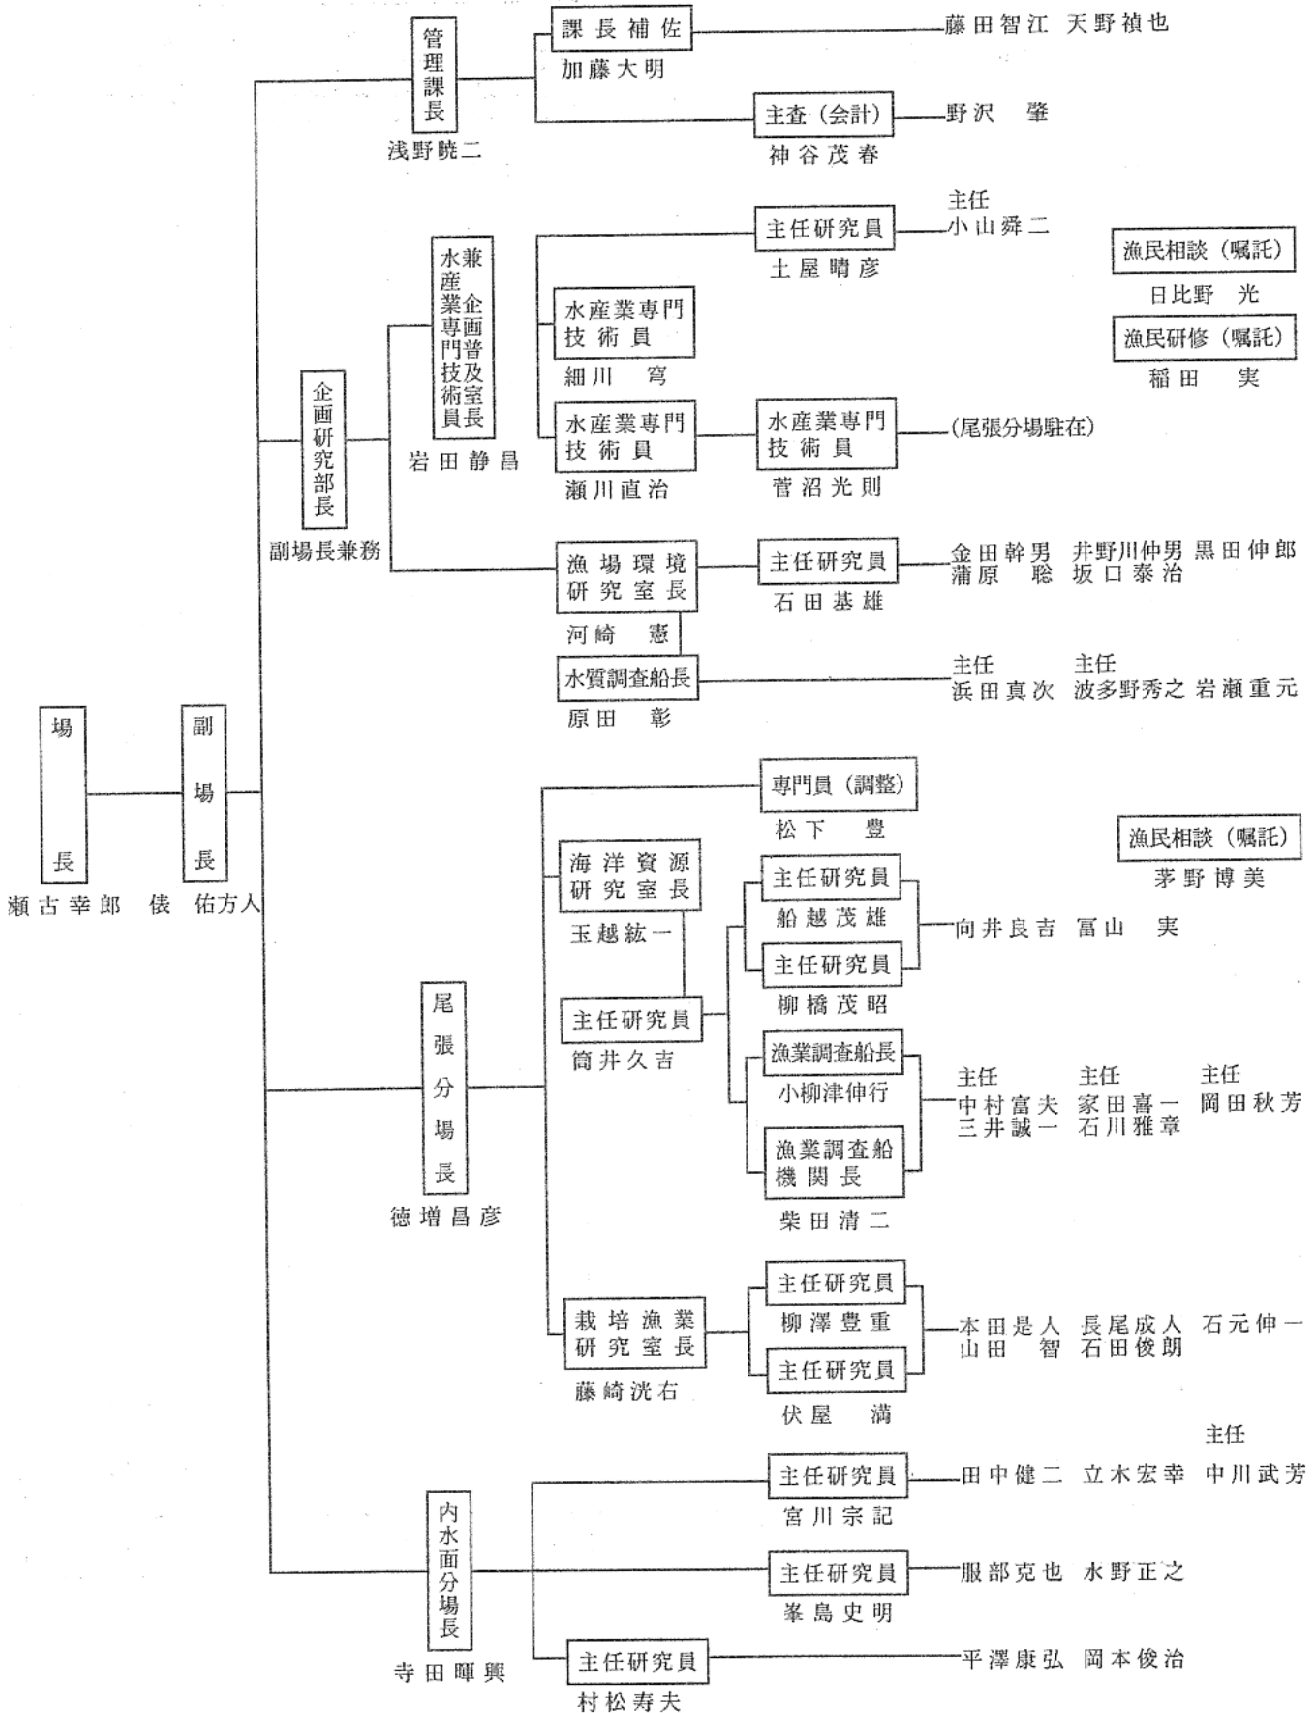 管理課長
浅野暁二
課長補佐
加藤大明
藤田智江 天野禎也
主査（会計）
神谷茂春
野沢 肇
企画研究部長
副場長兼務
水産業専門技術員
兼 企画普及室長
岩田静昌
主任研究員
土屋晴彦
主任
小山舜二
水産業専門
技術員
細川 窎
水産業専門
技術員
瀬川直治
水産業専門
技術員
菅沼光則
(尾張分場駐在)
漁民相談（嘱託）
日比野 光
漁民研修（嘱託）
稲田 実
漁場環境
研究室長
河崎 憲
主任研究員
石田基雄
金田幹男 井野川仲男 黒田伸郎
蒲原 聡 坂口泰治
水質調査船長
原田 彰
主任 主任
浜田真次 波多野秀之 岩瀬重元
場長
瀬古幸郎
副場長
俵 佑方人
尾張分場長
徳増昌彦
専門員（調整）
松下 豊
漁民相談（嘱託）
茅野博美
海洋資源
研究室長
玉越紘一
主任研究員
筒井久吉
主任研究員
船越茂雄
主任研究員
柳橋茂昭
向井良吉 冨山 実
漁業調査船長
小柳津伸行
漁業調査船
機関長
柴田清二
主任 主任 主任
中村富夫 家田喜一 岡田秋芳
三井誠一 石川雅章
栽培漁業
研究室長
藤崎洸右
主任研究員
柳澤豊重
主任研究員
伏屋 満
本田是人 長尾成人 石元伸一
山田 智 石田俊朗
内水面分場長
寺田暉興
主任研究員
宮川宗記
主任
田中健二 立木宏幸 中川武芳
主任研究員
峯島史明
服部克也 水野正之
主任研究員
村松寿夫
平澤康弘 岡本俊治